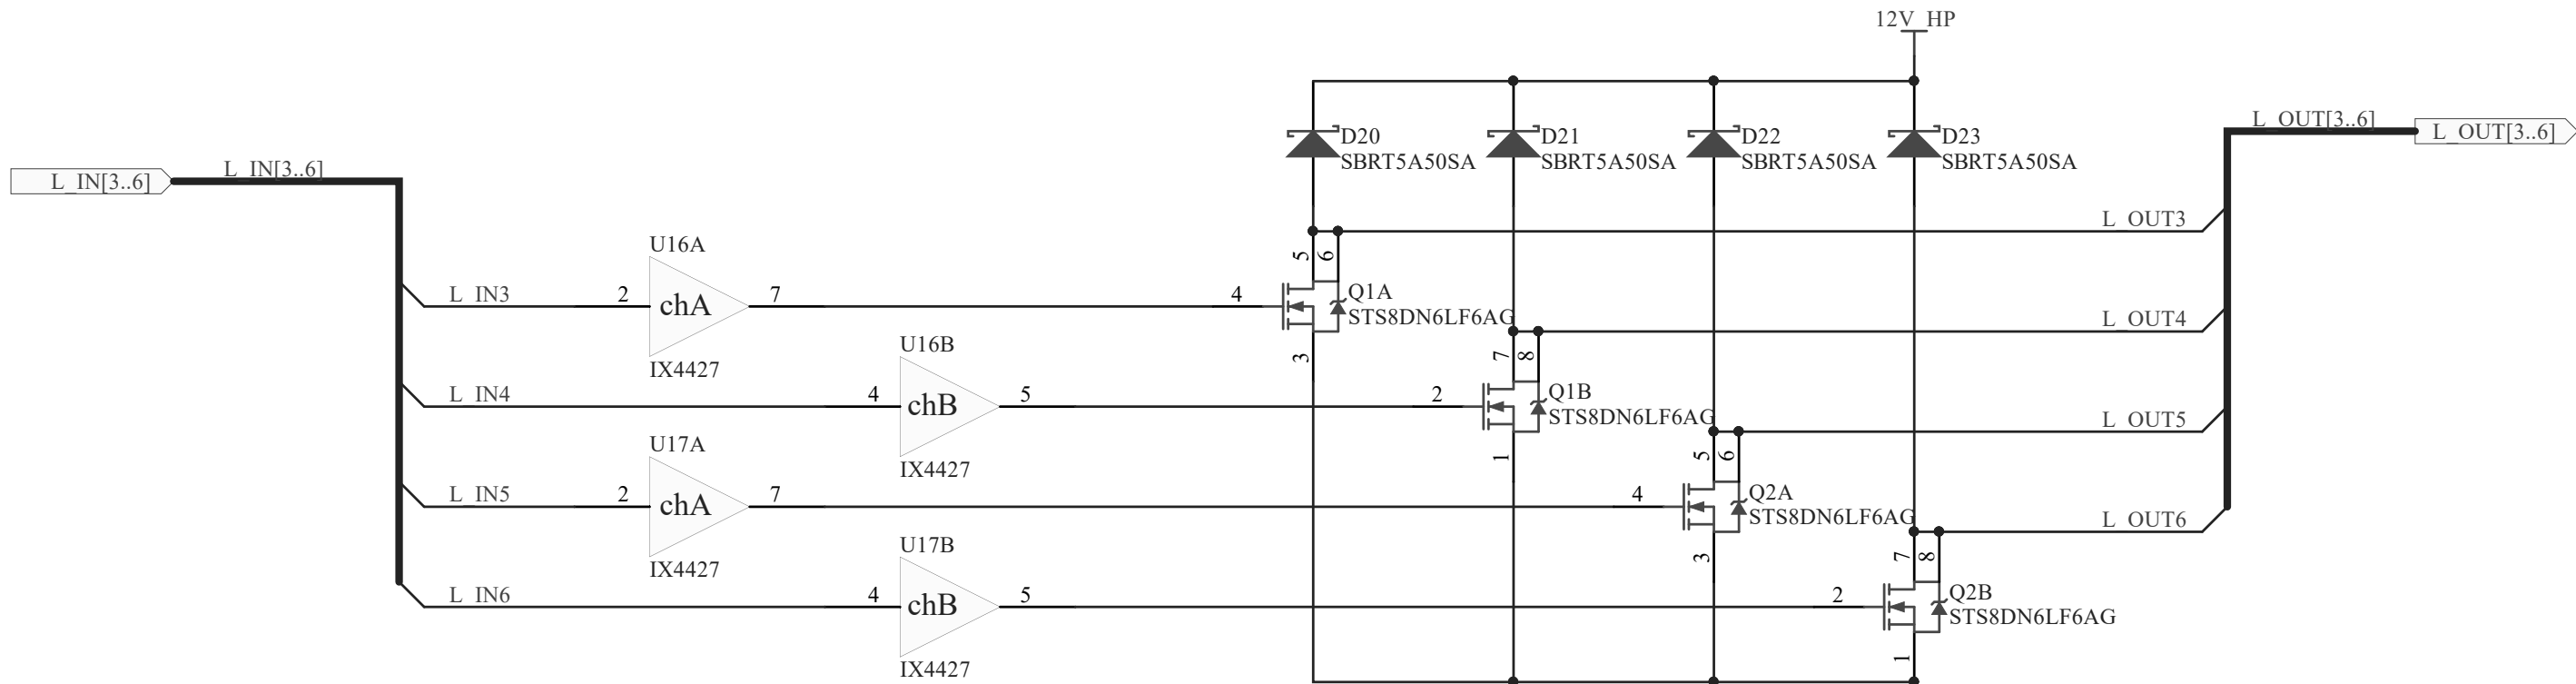 12V_HP
L_IN[3..6]
L_IN[3..6]
L_OUT[3..6]
L_OUT[3..6]
D20
SBRT5A50SA
D21
SBRT5A50SA
D22
SBRT5A50SA
D23
SBRT5A50SA
L_OUT3
U16A
L_IN3
2
chA
7
IX4427
4
5
6
Q1A
STS8DN6LF6AG
3
L_OUT4
U16B
L_IN4
4
chB
5
IX4427
2
7
8
Q1B
STS8DN6LF6AG
1
L_OUT5
U17A
L_IN5
2
chA
7
IX4427
4
5
6
Q2A
STS8DN6LF6AG
3
L_OUT6
U17B
L_IN6
4
chB
5
IX4427
2
7
8
Q2B
STS8DN6LF6AG
1